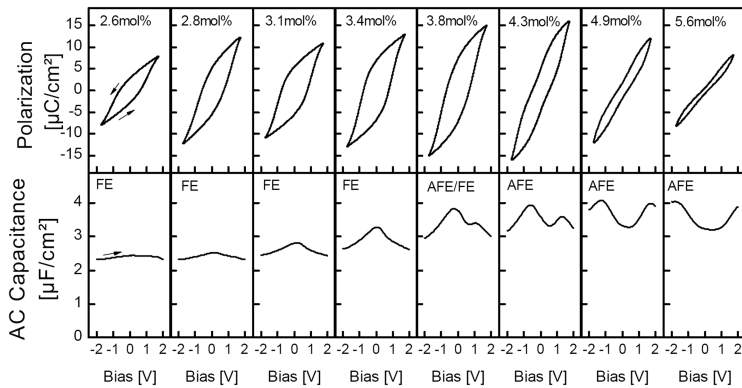 2.6mol% 2.8mol% 3.1mol% 3.4mol% 3.8mol% 4.3mol% 4.9mol% 5.6mol%
Polarization
[µC/cm²]
15
10
5
0
-5
-10
-15
FE FE FE FE AFE/FE AFE AFE AFE
AC Capacitance
[µF/cm²]
4
3
2
1
0
-2 -1 0 1 2 -2 -1 0 1 2 -2 -1 0 1 2 -2 -1 0 1 2 -2 -1 0 1 2 -2 -1 0 1 2 -2 -1 0 1 2 -2 -1 0 1 2
Bias [V] Bias [V] Bias [V] Bias [V] Bias [V] Bias [V] Bias [V] Bias [V]